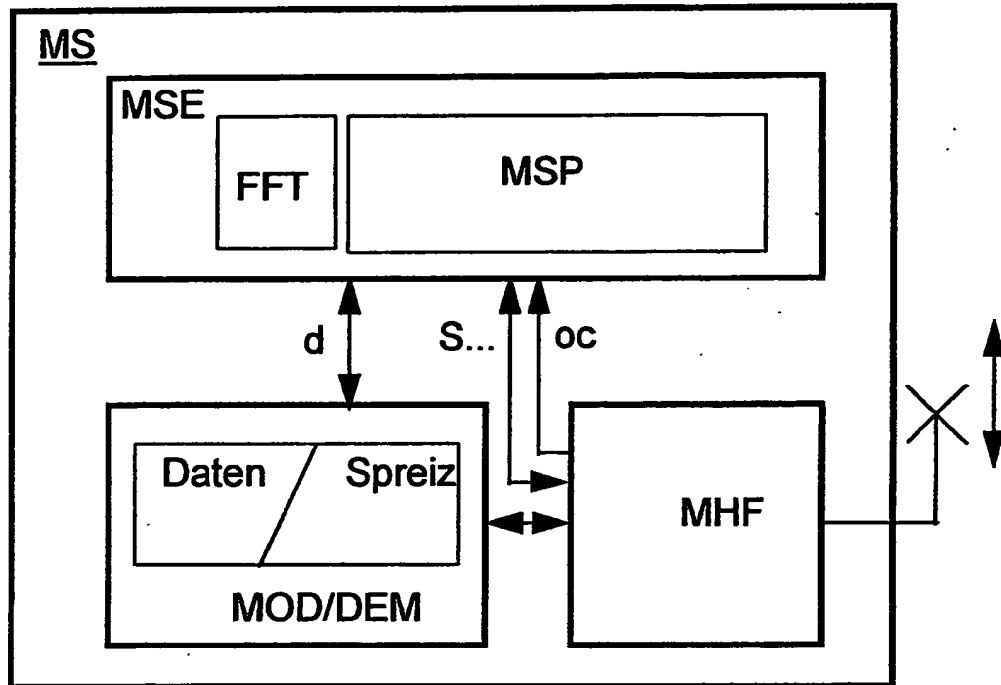 MS
MSE
FFT
MSP
d
S...
oc
Daten
Spreiz
MHF
MOD/DEM